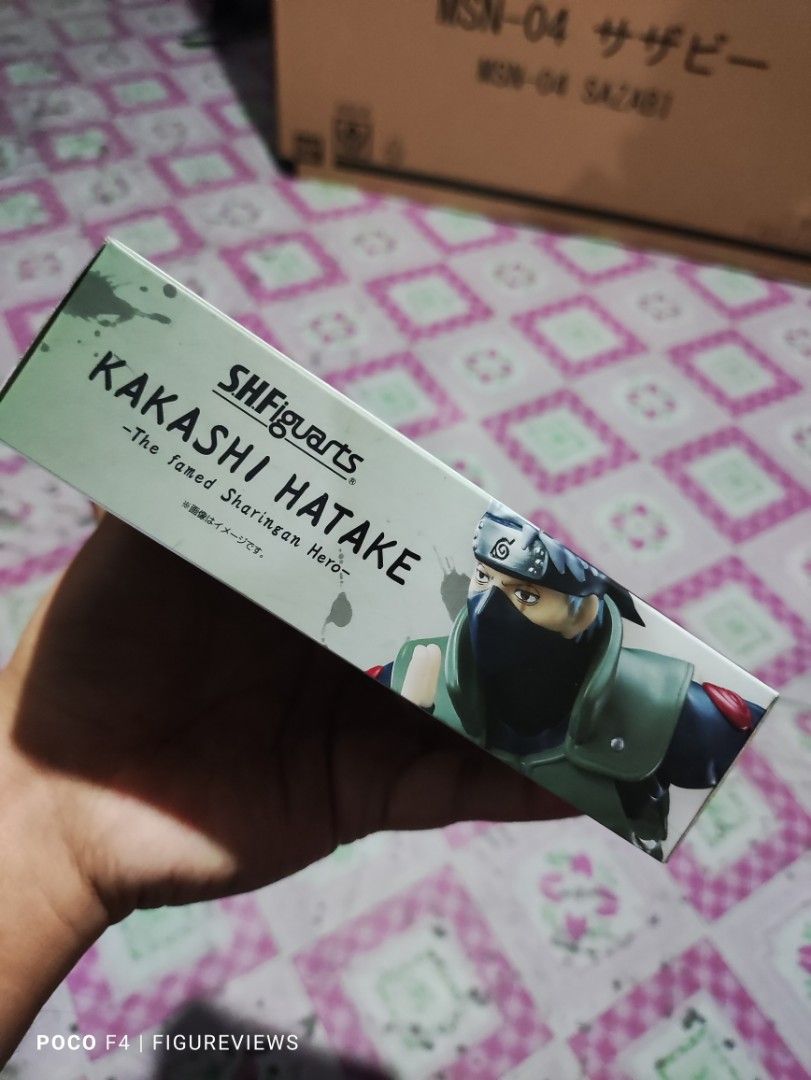 MSN-04 サザビー
MSN-04 SAZABI
S.H.Figuarts®
KAKASHI HATAKE
-The famed Sharingan Hero-
※画像はイメージです。
POCO F4 | FIGUREVIEWS